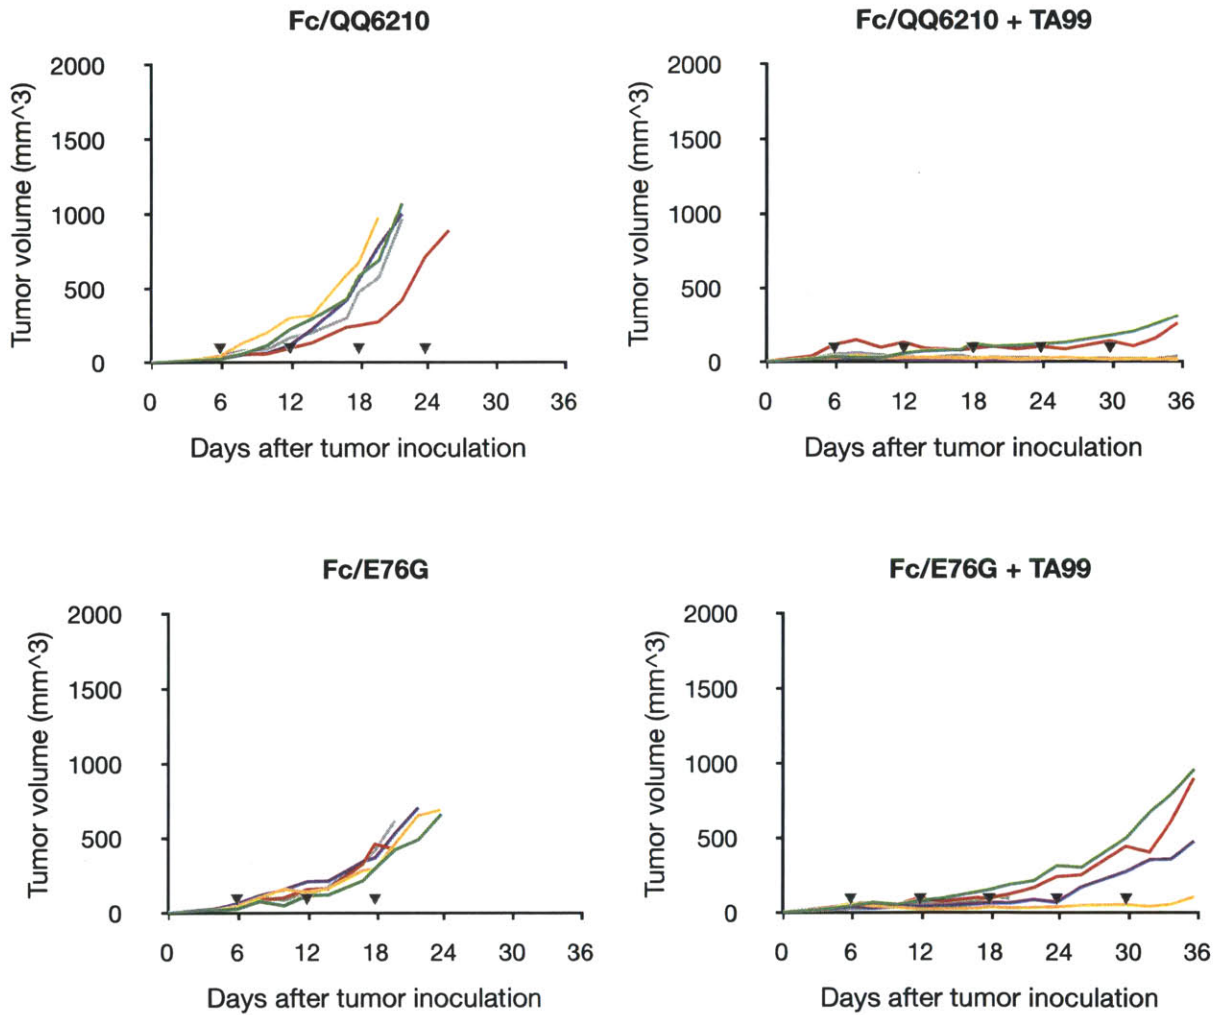 Fc/QQ6210
Tumor volume (mm^3)
2000
1500
1000
500
0
0 6 12 18 24 30 36
Days after tumor inoculation
Fc/QQ6210 + TA99
Tumor volume (mm^3)
2000
1500
1000
500
0
0 6 12 18 24 30 36
Days after tumor inoculation
Fc/E76G
Tumor volume (mm^3)
2000
1500
1000
500
0
0 6 12 18 24 30 36
Days after tumor inoculation
Fc/E76G + TA99
Tumor volume (mm^3)
2000
1500
1000
500
0
0 6 12 18 24 30 36
Days after tumor inoculation